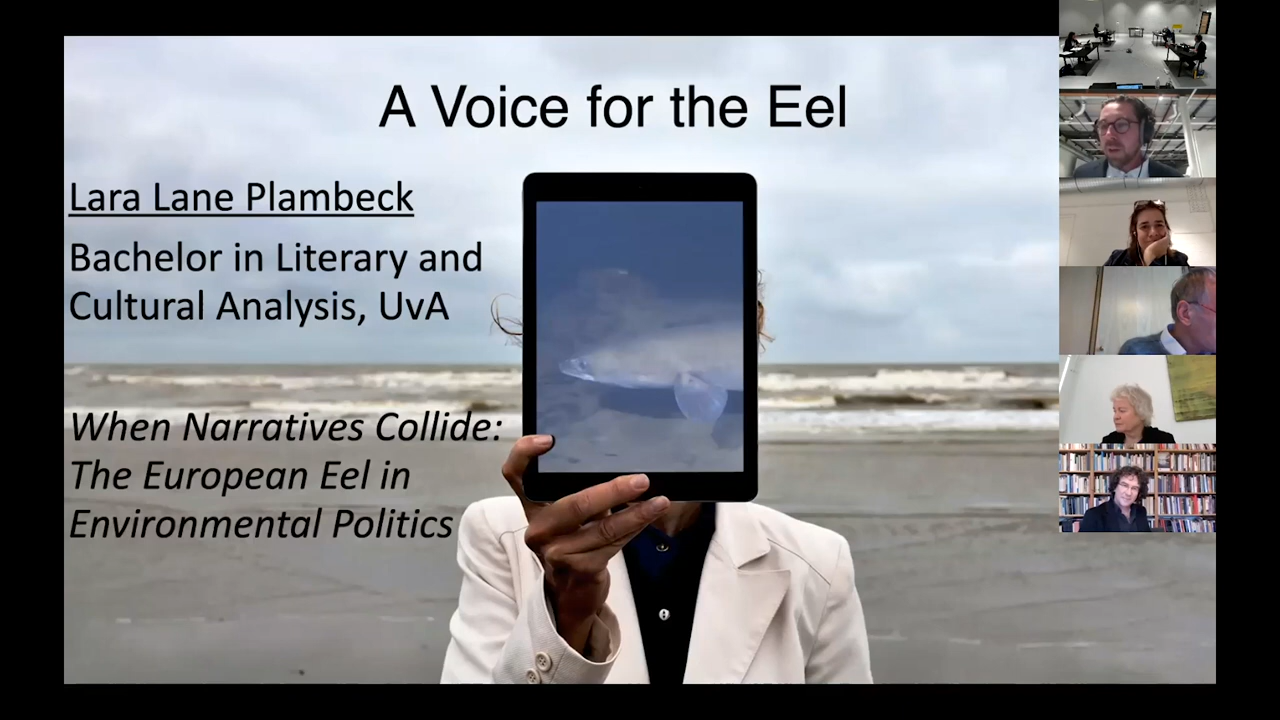 A Voice for the Eel
Lara Lane Plambeck
Bachelor in Literary and
Cultural Analysis, UvA
When Narratives Collide:
The European Eel in
Environmental Politics